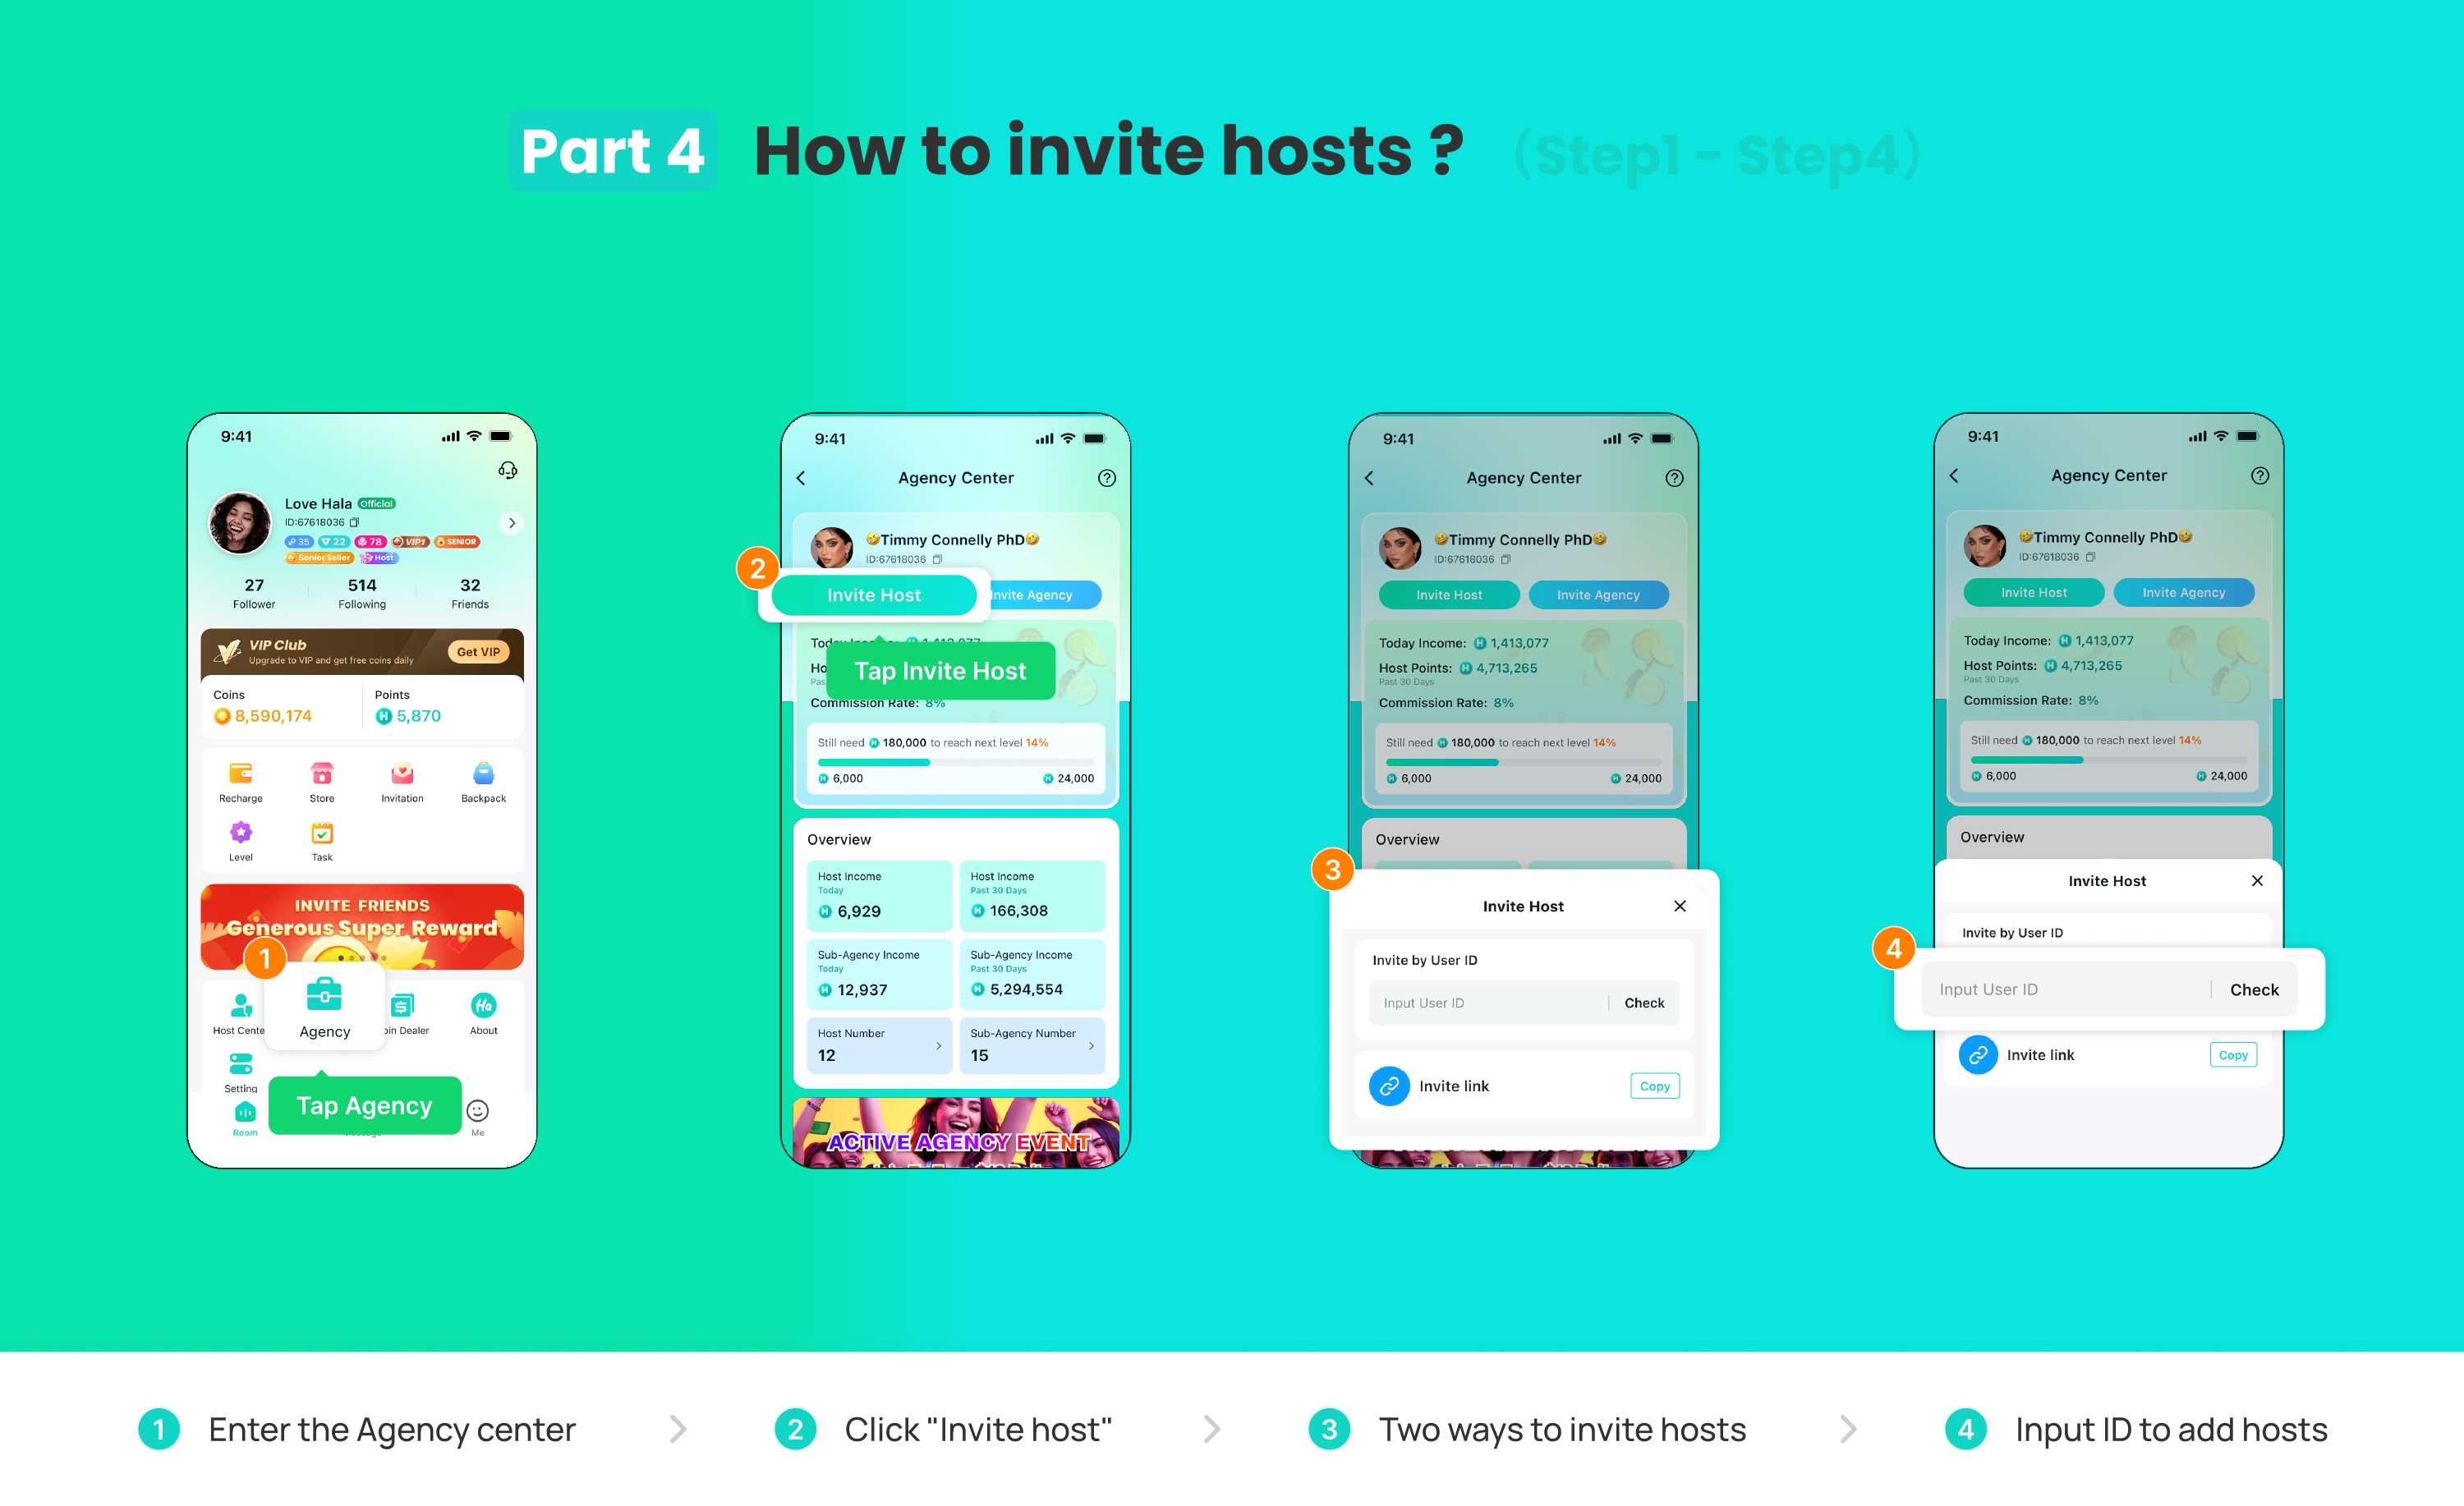 Part 4 How to invite hosts ? (Step1 - Step4)
9:41
Love Hala Official
ID:67618036
35 22 78 VIP1 SENIOR
Senior Seller Host
27 514 32
Follower Following Friends
VIP Club
Upgrade to VIP and get free coins daily
Get VIP
Coins Points
8,590,174 5,870
Recharge Store Invitation Backpack
Level Task
INVITE FRIENDS
Generous Super Reward
1
Host Cente Agency oin Dealer About
Setting
Tap Agency
Room Me
9:41
Agency Center
🤣Timmy Connelly PhD🤣
ID:67618036
2
Invite Host Invite Agency
Tap Invite Host
Commission Rate: 8%
Still need 180,000 to reach next level 14%
6,000 24,000
Overview
Host Income Host Income
Today Past 30 Days
6,929 166,308
Sub-Agency Income Sub-Agency Income
Today Past 30 Days
12,937 5,294,554
Host Number Sub-Agency Number
12 15
ACTIVE AGENCY EVENT
9:41
Agency Center
🤣Timmy Connelly PhD🤣
ID:67618036
Invite Host Invite Agency
Today Income: 1,413,077
Host Points: 4,713,265
Past 30 Days
Commission Rate: 8%
Still need 180,000 to reach next level 14%
6,000 24,000
Overview
3
Invite Host
Invite by User ID
Input User ID Check
Invite link Copy
9:41
Agency Center
🤣Timmy Connelly PhD🤣
ID:67618036
Invite Host Invite Agency
Today Income: 1,413,077
Host Points: 4,713,265
Past 30 Days
Commission Rate: 8%
Still need 180,000 to reach next level 14%
6,000 24,000
Overview
Invite Host
Invite by User ID
4
Input User ID Check
Invite link Copy
1 Enter the Agency center
2 Click "Invite host"
3 Two ways to invite hosts
4 Input ID to add hosts